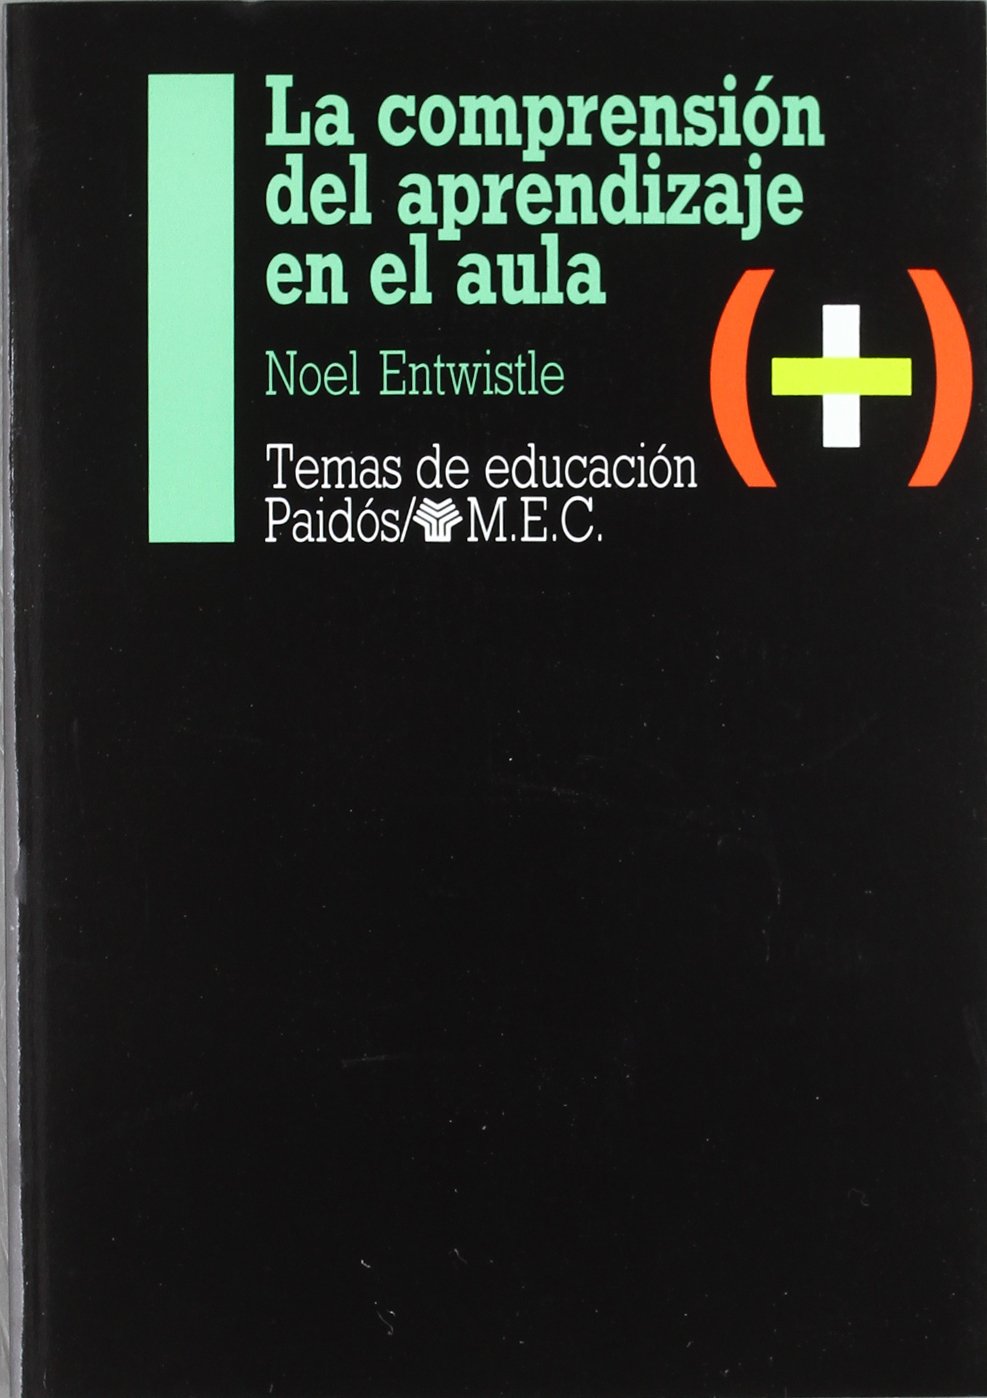 La comprensión
del aprendizaje
en el aula
Noel Entwistle
Temas de educación
Paidós/ M.E.C.
(+)